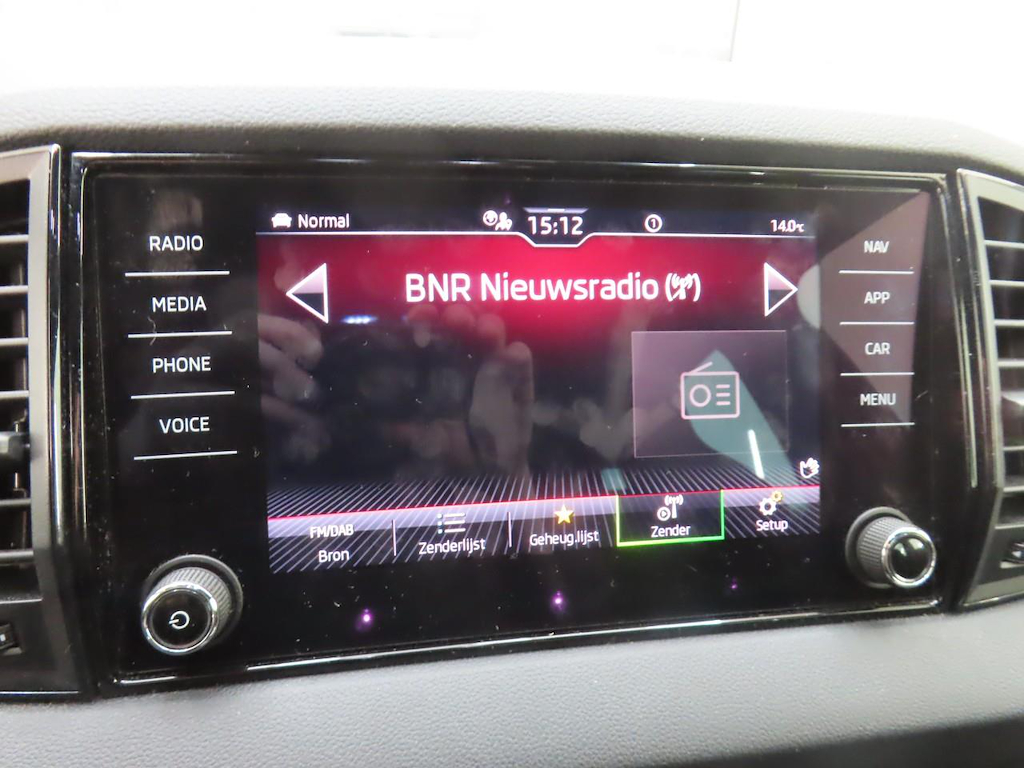 Normal
15:12
1
14.0°C
RADIO
MEDIA
PHONE
VOICE
BNR Nieuwsradio
NAV
APP
CAR
MENU
FM/DAB
Bron
Zenderlijst
Geheug.lijst
Zender
Setup